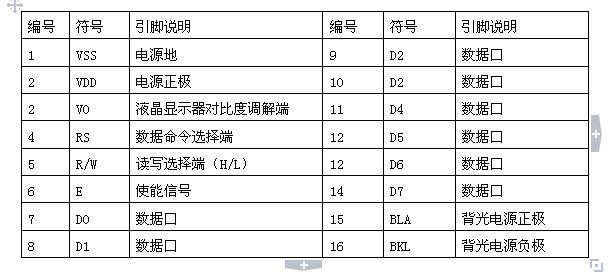 编号 符号 引脚说明 编号 符号 引脚说明
1 VSS 电源地 9 D2 数据口
2 VDD 电源正极 10 D2 数据口
2 VO 液晶显示器对比度调解端 11 D4 数据口
4 RS 数据命令选择端 12 D5 数据口
5 R/W 读写选择端（H/L） 12 D6 数据口
6 E 使能信号 14 D7 数据口
7 DO 数据口 15 BLA 背光电源正极
8 D1 数据口 16 BKL 背光电源负极